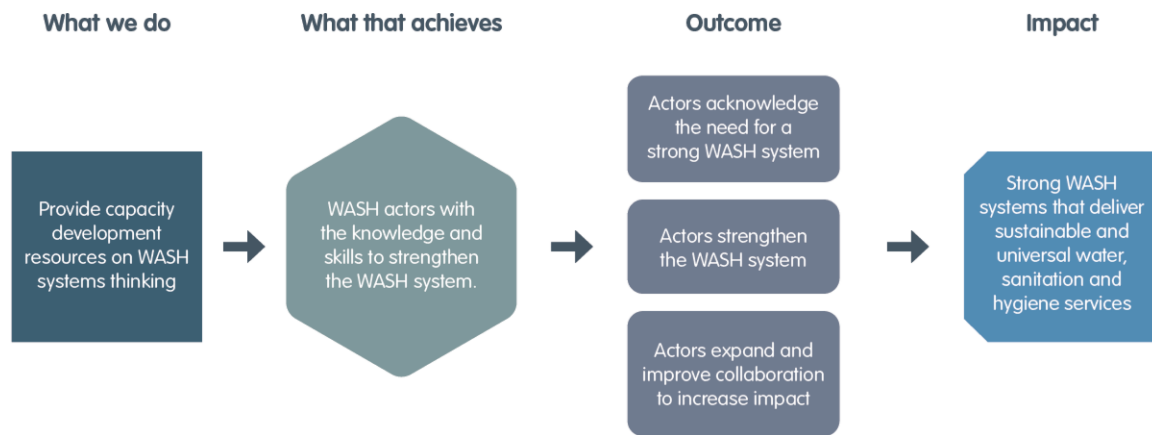 What we do
What that achieves
Outcome
Impact
Provide capacity
development
resources on WASH
systems thinking
WASH actors with
the knowledge and
skills to strengthen
the WASH system.
Actors acknowledge
the need for a
strong WASH system
Actors strengthen
the WASH system
Actors expand and
improve collaboration
to increase impact
Strong WASH
systems that deliver
sustainable and
universal water,
sanitation and
hygiene services